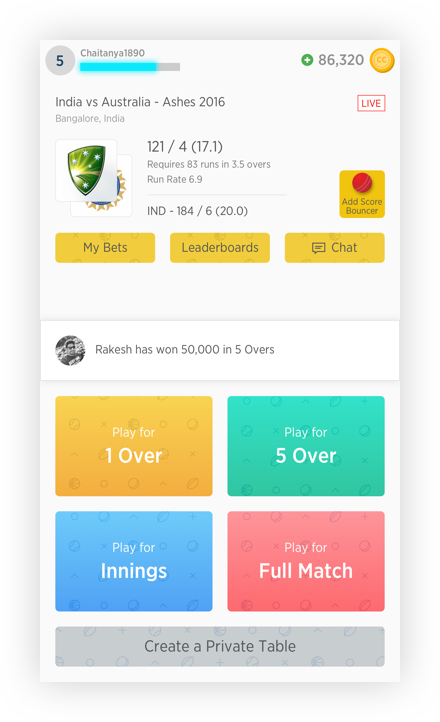 5
Chaitanya1890
86,320
CC
India vs Australia - Ashes 2016
LIVE
Bangalore, India
121 / 4 (17.1)
Requires 83 runs in 3.5 overs
Run Rate 6.9
IND - 184 / 6 (20.0)
Add Score
Bouncer
My Bets
Leaderboards
Chat
Rakesh has won 50,000 in 5 Overs
Play for
1 Over
Play for
5 Over
Play for
Innings
Play for
Full Match
Create a Private Table